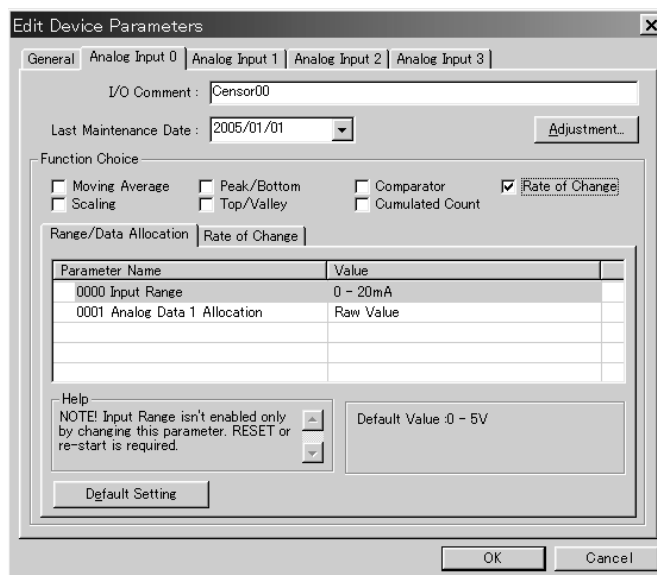 Edit Device Parameters
General Analog Input 0 Analog Input 1 Analog Input 2 Analog Input 3
I/O Comment : Censor00
Last Maintenance Date : 2005/01/01 Adjustment...
Function Choice
Moving Average Peak/Bottom Comparator Rate of Change
Scaling Top/Valley Cumulated Count
Range/Data Allocation Rate of Change
Parameter Name Value
0000 Input Range 0 - 20mA
0001 Analog Data 1 Allocation Raw Value
Help
NOTE! Input Range isn't enabled only
by changing this parameter. RESET or
re-start is required.
Default Value :0 - 5V
Default Setting
OK Cancel